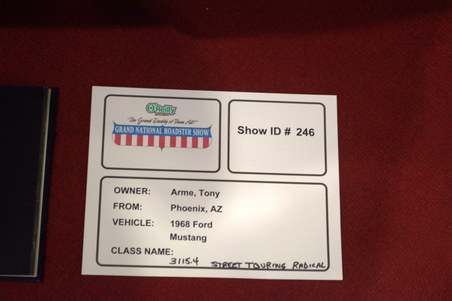 O'Reilly
"The Grand Daddy of Them All!"
GRAND NATIONAL ROADSTER SHOW
Show ID # 246
OWNER: Arme, Tony
FROM: Phoenix, AZ
VEHICLE: 1968 Ford
Mustang
CLASS NAME:
3115.4 STREET TOURING RADICAL